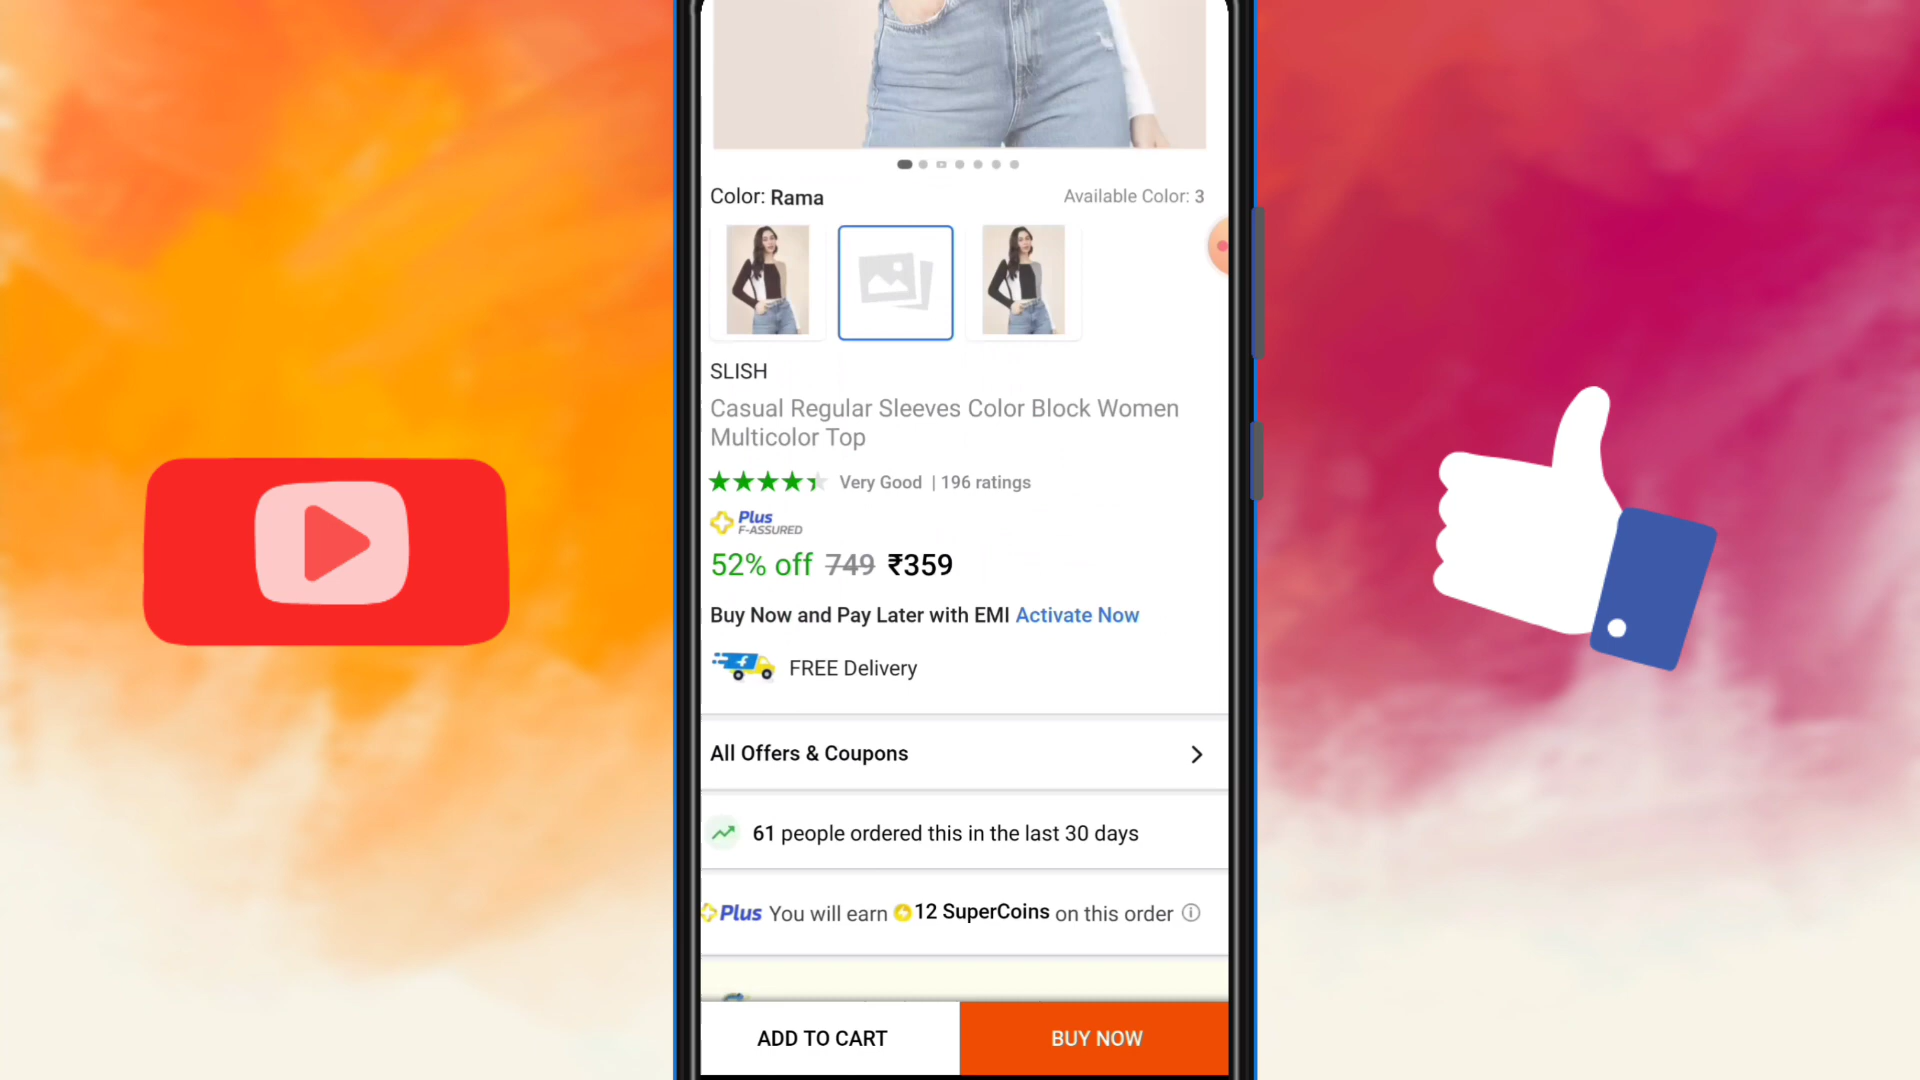 Color: Rama
Available Color: 3
SLISH
Casual Regular Sleeves Color Block Women
Multicolor Top
Very Good | 196 ratings
Plus
F-ASSURED
52% off 749 ₹359
Buy Now and Pay Later with EMI Activate Now
FREE Delivery
All Offers & Coupons
61 people ordered this in the last 30 days
Plus You will earn 12 SuperCoins on this order
ADD TO CART
BUY NOW